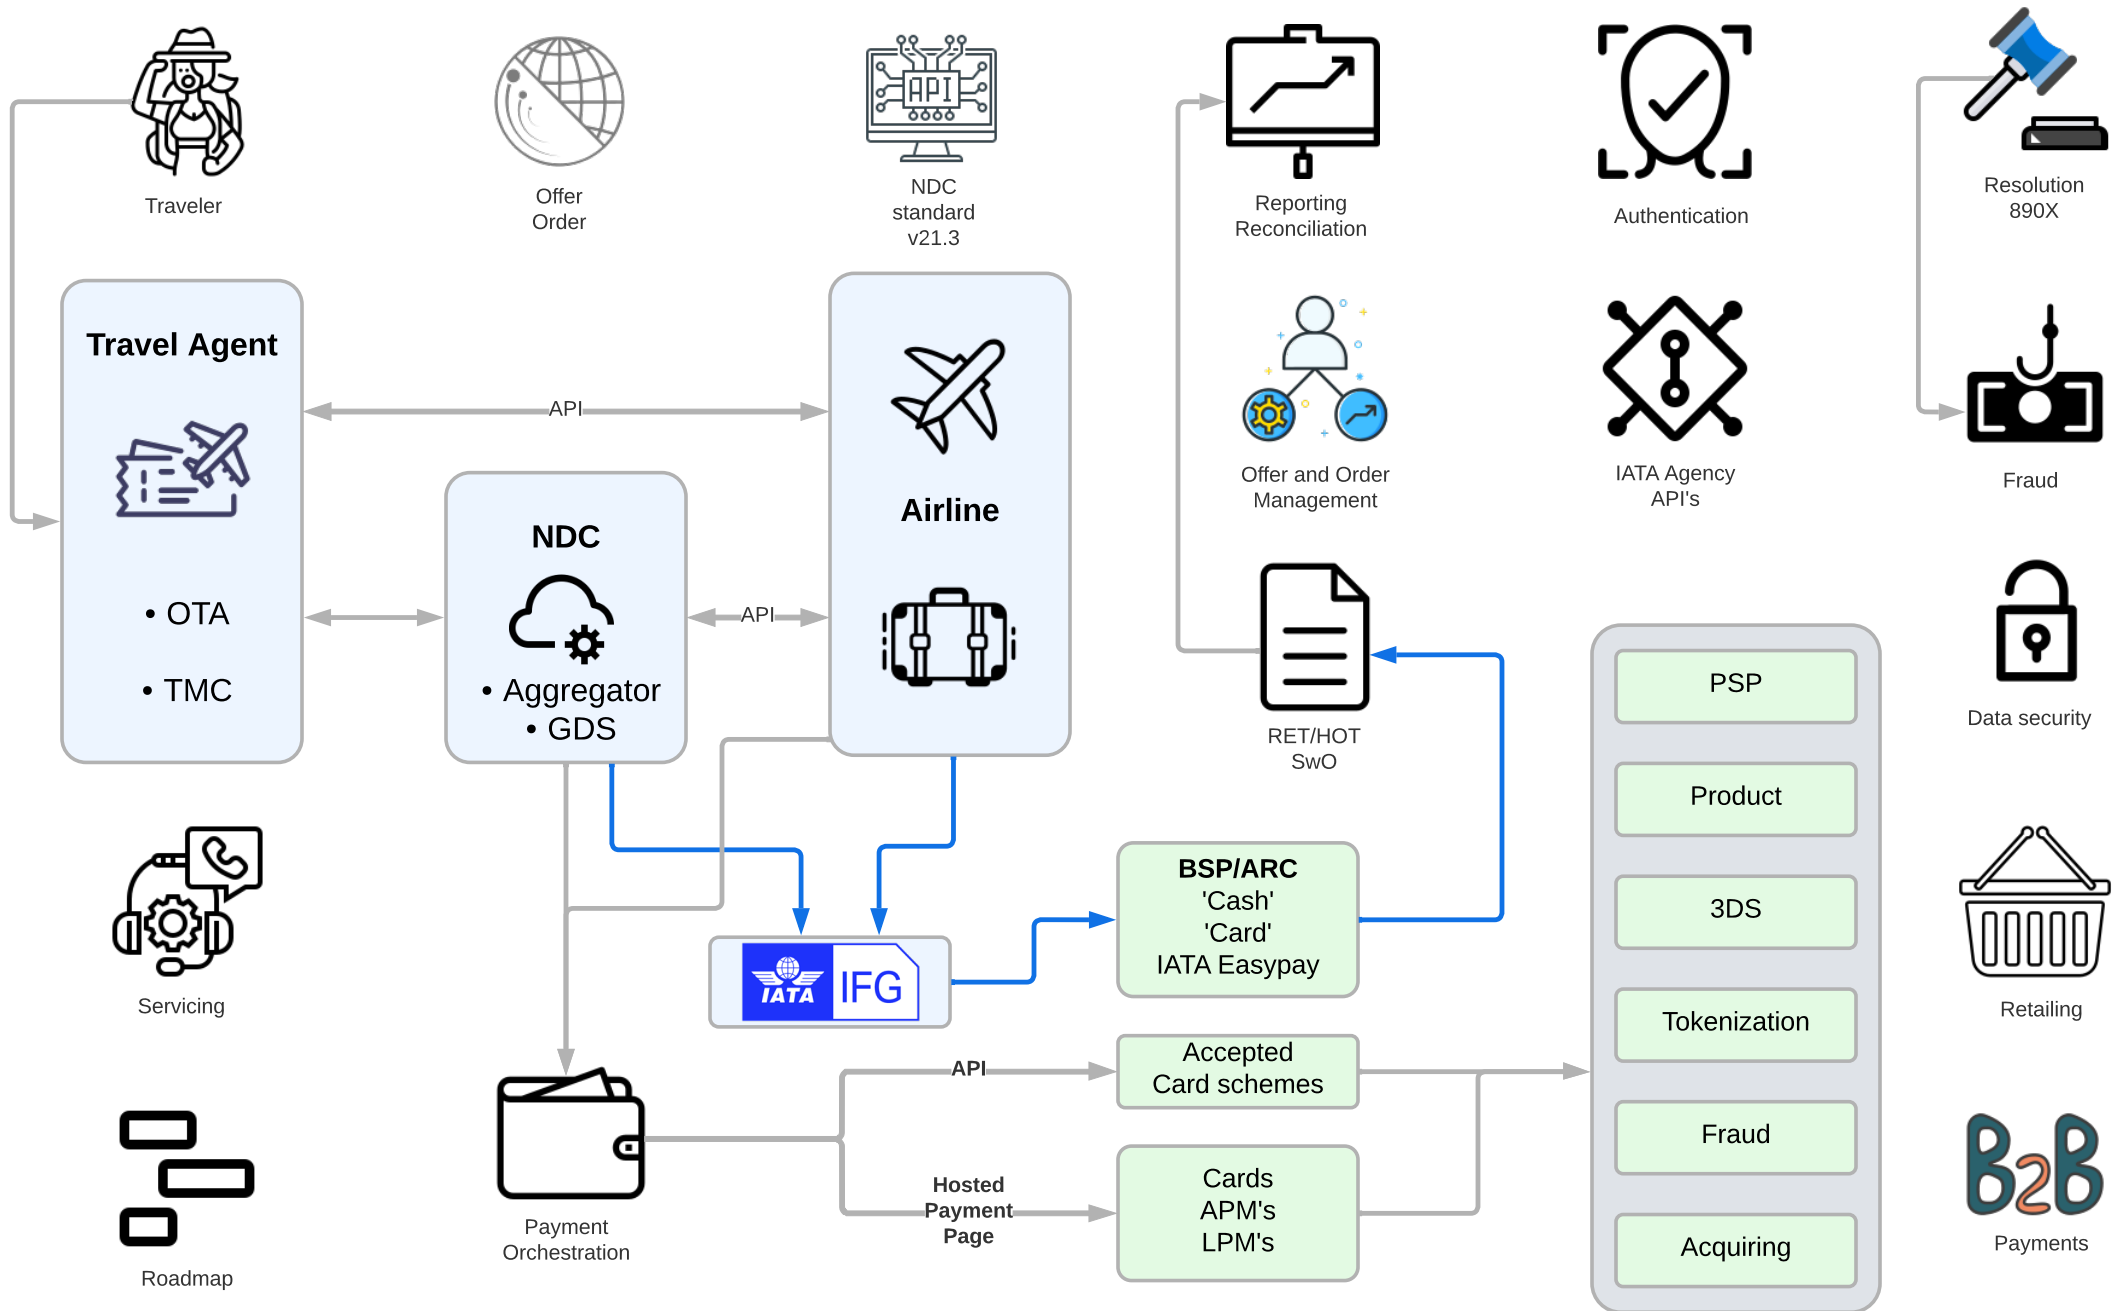 Traveler
Offer
Order
API
NDC
standard
v21.3
Reporting
Reconciliation
Authentication
Resolution
890X
Travel Agent
• OTA
• TMC
API
NDC
• Aggregator
• GDS
API
Airline
Offer and Order
Management
IATA Agency
API's
Fraud
RET/HOT
SwO
Data security
Servicing
IATA
IFG
BSP/ARC
'Cash'
'Card'
IATA Easypay
PSP
Product
3DS
Tokenization
Fraud
Acquiring
Retailing
Roadmap
Payment
Orchestration
API
Accepted
Card schemes
Hosted
Payment
Page
Cards
APM's
LPM's
B2B
Payments